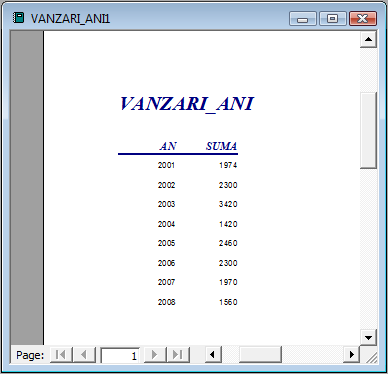 VANZARI_ANI1
VANZARI_ANI
AN SUMA
2001 1974
2002 2300
2003 3420
2004 1420
2005 2460
2006 2300
2007 1970
2008 1560
Page: 1